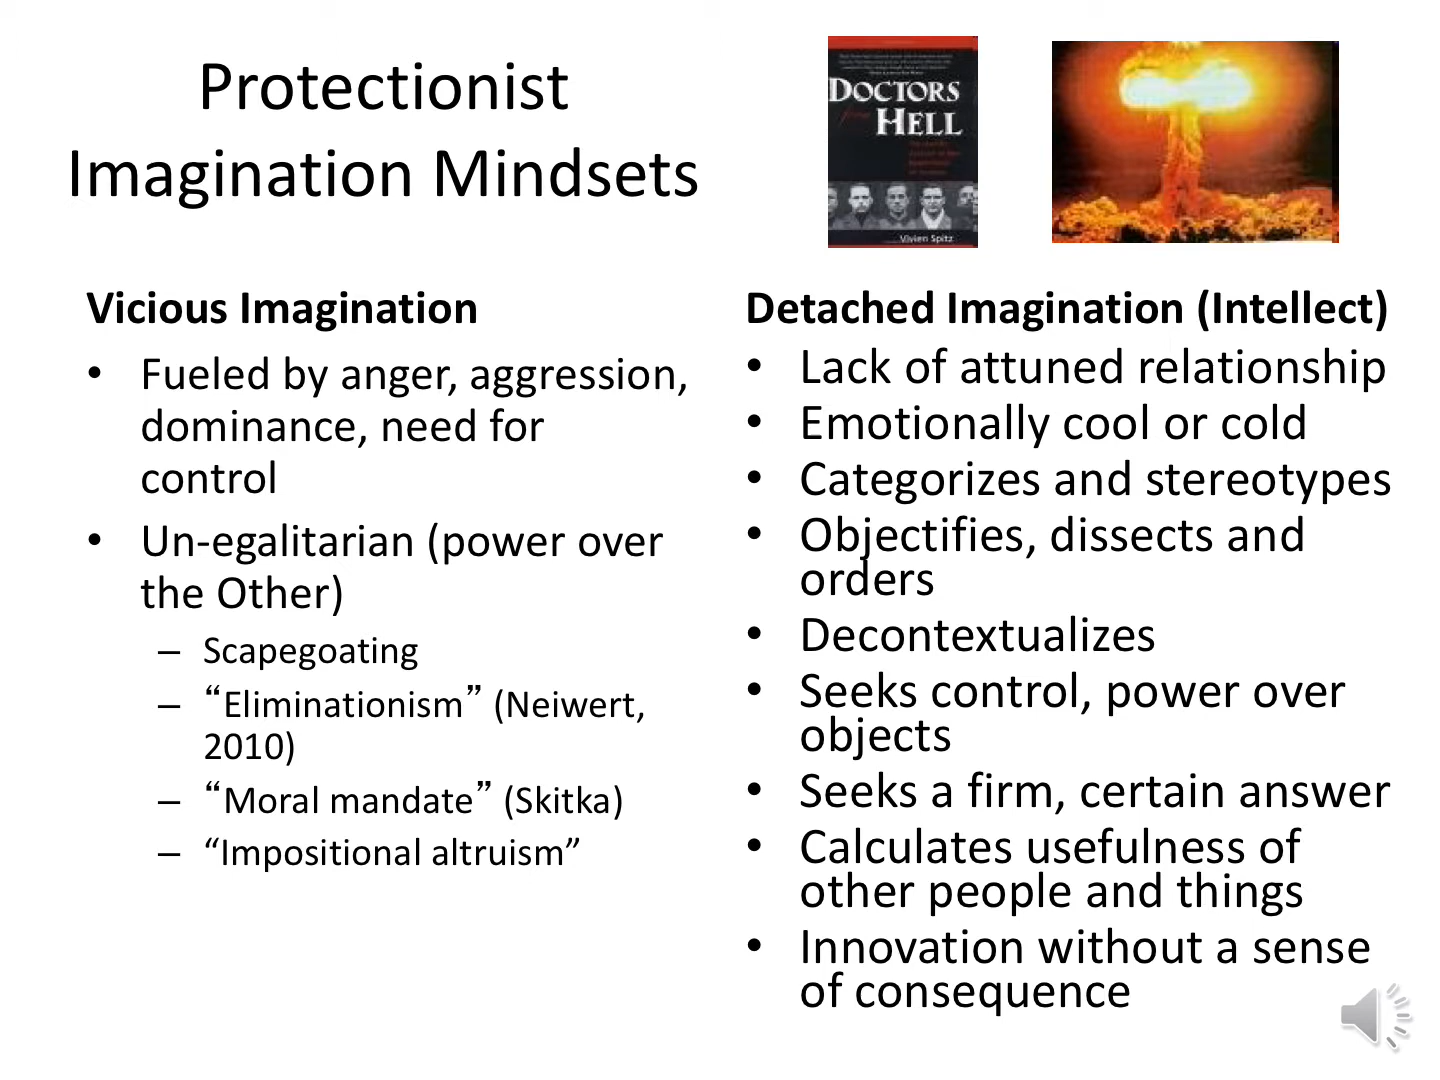 Protectionist
Imagination Mindsets
DOCTORS
from
HELL
Vivien Spitz
Vicious Imagination
• Fueled by anger, aggression,
dominance, need for
control
• Un-egalitarian (power over
the Other)
– Scapegoating
– “Eliminationism” (Neiwert,
2010)
– “Moral mandate” (Skitka)
– “Impositional altruism”
Detached Imagination (Intellect)
• Lack of attuned relationship
• Emotionally cool or cold
• Categorizes and stereotypes
• Objectifies, dissects and
orders
• Decontextualizes
• Seeks control, power over
objects
• Seeks a firm, certain answer
• Calculates usefulness of
other people and things
• Innovation without a sense
of consequence